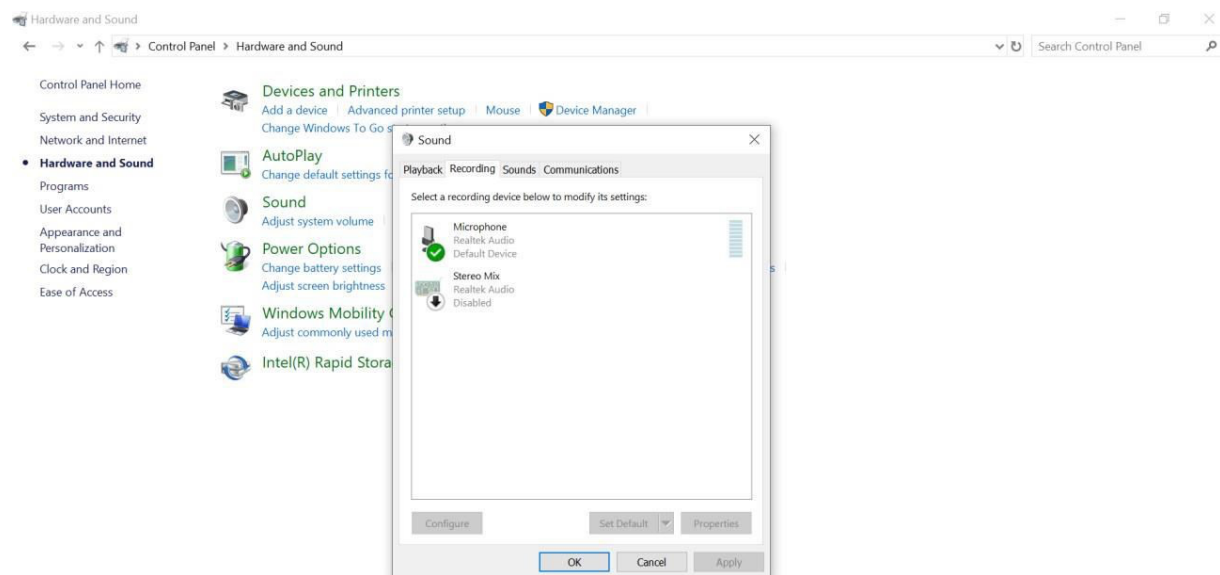 Hardware and Sound
Control Panel > Hardware and Sound
Search Control Panel
Control Panel Home
System and Security
Network and Internet
Hardware and Sound
Programs
User Accounts
Appearance and
Personalization
Clock and Region
Ease of Access
Devices and Printers
Add a device | Advanced printer setup | Mouse | Device Manager
Change Windows To Go s
AutoPlay
Change default settings fo
Sound
Adjust system volume
Power Options
Change battery settings
s
Adjust screen brightness
Windows Mobility
Adjust commonly used m
Intel(R) Rapid Stora
Sound
Playback Recording Sounds Communications
Select a recording device below to modify its settings:
Microphone
Realtek Audio
Default Device
Stereo Mix
Realtek Audio
Disabled
Configure Set Default Properties
OK Cancel Apply